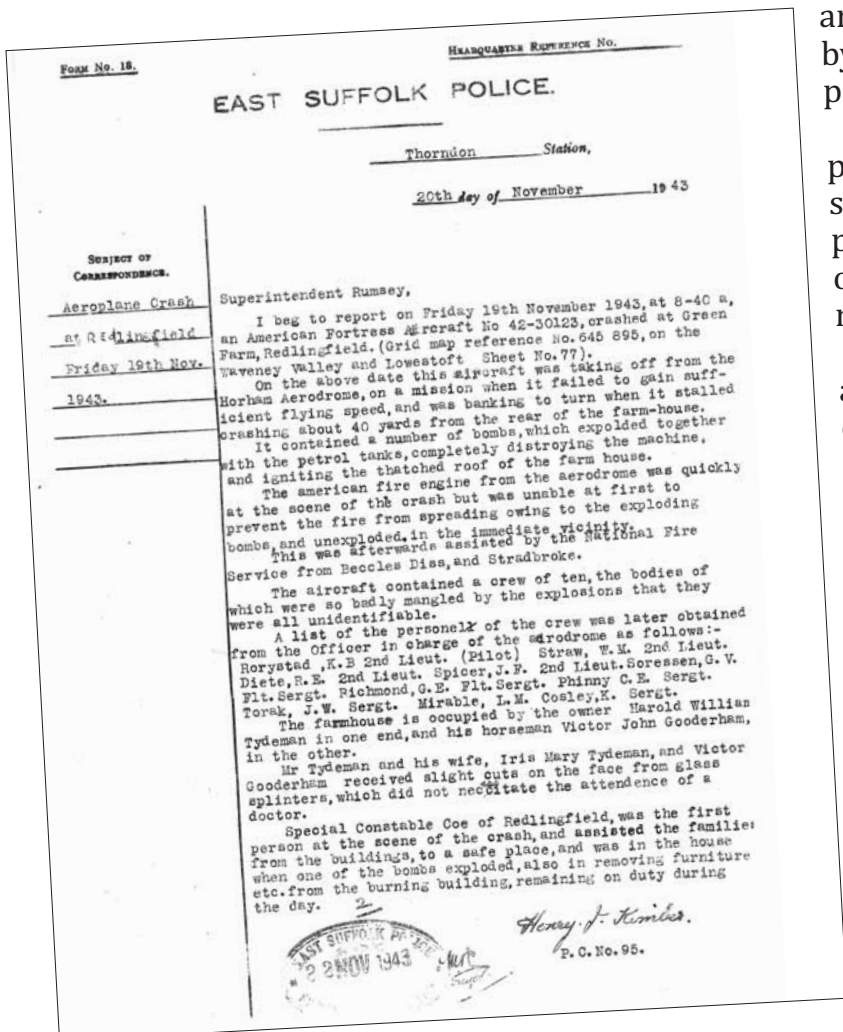 FORM No. 18.
HEADQUARTER REFERENCE No.
EAST SUFFOLK POLICE.
Thorndon Station,
20th day of November 1943
SUBJECT OF
CORRESPONDENCE.
Aeroplane Crash
at Redlingfield
Friday 19th Nov.
1943.
Superintendent Rumsey,
I beg to report on Friday 19th November 1943, at 8-40 a,
an American Fortress Aircraft No 42-30123, crashed at Green
Farm, Redlingfield. (Grid map reference No. 645 895, on the
Waveney Valley and Lowestoft Sheet No. 77).
On the above date this aircraft was taking off from the
Horham Aerodrome, on a mission when it failed to gain suff-
icient flying speed, and was banking to turn when it stalled
crashing about 40 yards from the rear of the farm-house.
It contained a number of bombs, which expolded together
with the petrol tanks, completely distroying the machine,
and igniting the thatched roof of the farm house.
The american fire engine from the aerodrome was quickly
at the scene of the crash but was unable at first to
prevent the fire from spreading owing to the exploding
bombs, and unexploded, in the immediate vicinity.
This was afterwards assisted by the National Fire
Service from Beccles Diss, and Stradbroke.
The aircraft contained a crew of ten, the bodies of
which were so badly mangled by the explosions that they
were all unidentifiable.
A list of the personell of the crew was later obtained
from the Officer in charge of the airodrome as follows:-
Rorystad, K.B 2nd Lieut. (Pilot) Straw, W.M. 2nd Lieut.
Diete, R.E. 2nd Lieut. Spicer, J.F. 2nd Lieut. Soressen, G.V.
Flt. Sergt. Richmond, G.E. Flt. Sergt. Phinny C.E. Sergt.
Torak, J.W. Sergt. Mirable, L.M. Cosley, K. Sergt.
The farmhouse is occupied by the owner Harold William
Tydeman in one end, and his horseman Victor John Gooderham,
in the other.
Mr Tydeman and his wife, Iris Mary Tydeman, and Victor
Gooderham received slight cuts on the face from glass
splinters, which did not neccitate the attendence of a
doctor.
Special Constable Coe of Redlingfield, was the first
person at the scene of the crash, and assisted the families
from the buildings, to a safe place, and was in the house
when one of the bombs exploded, also in removing furniture
etc. from the burning building, remaining on duty during
the day.
Henry J. Kimber.
P.C. No. 95.
EAST SUFFOLK POLICE
22 NOV 1943
by